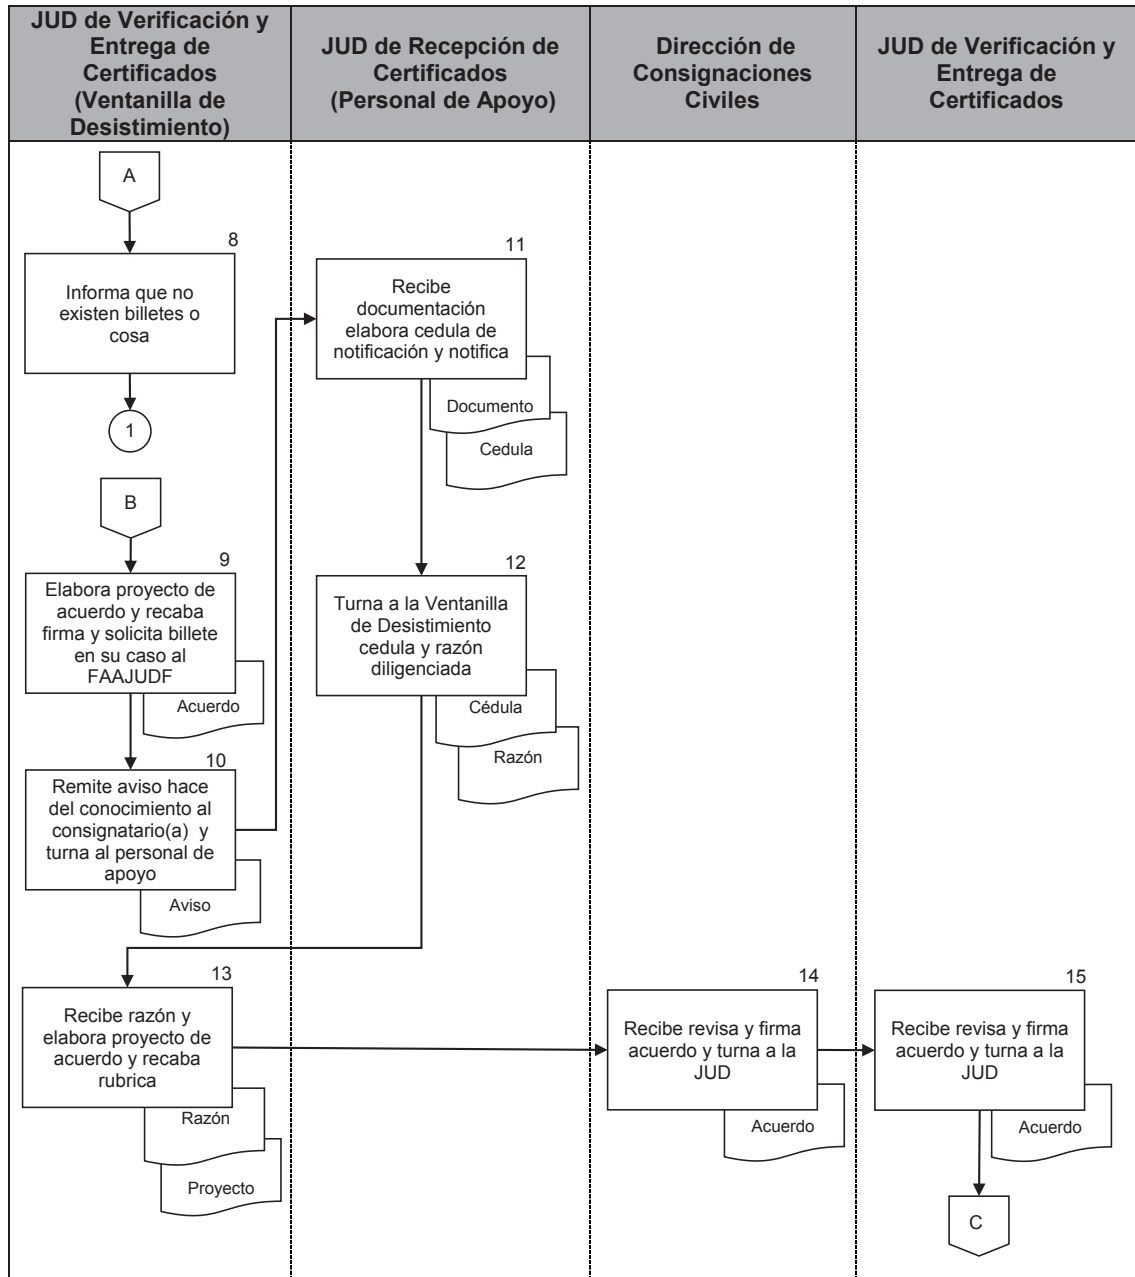 JUD de Verificación y
Entrega de
Certificados
(Ventanilla de
Desistimiento)
JUD de Recepción de
Certificados
(Personal de Apoyo)
Dirección de
Consignaciones
Civiles
JUD de Verificación y
Entrega de
Certificados
A
8
Informa que no
existen billetes o
cosa
1
B
9
Elabora proyecto de
acuerdo y recaba
firma y solicita billete
en su caso al
FAAJUDF
Acuerdo
10
Remite aviso hace
del conocimiento al
consignatario(a) y
turna al personal de
apoyo
Aviso
11
Recibe
documentación
elabora cedula de
notificación y notifica
Documento
Cedula
12
Turna a la Ventanilla
de Desistimiento
cedula y razón
diligenciada
Cédula
Razón
13
Recibe razón y
elabora proyecto de
acuerdo y recaba
rubrica
Razón
Proyecto
14
Recibe revisa y firma
acuerdo y turna a la
JUD
Acuerdo
15
Recibe revisa y firma
acuerdo y turna a la
JUD
Acuerdo
C